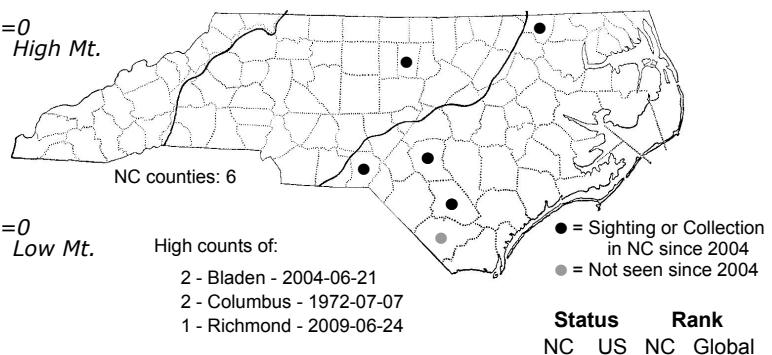 =0
High Mt.
NC counties: 6
=0
Low Mt.
High counts of:
2 - Bladen - 2004-06-21
2 - Columbus - 1972-07-07
1 - Richmond - 2009-06-24
= Sighting or Collection
in NC since 2004
= Not seen since 2004
Status Rank
NC US NC Global